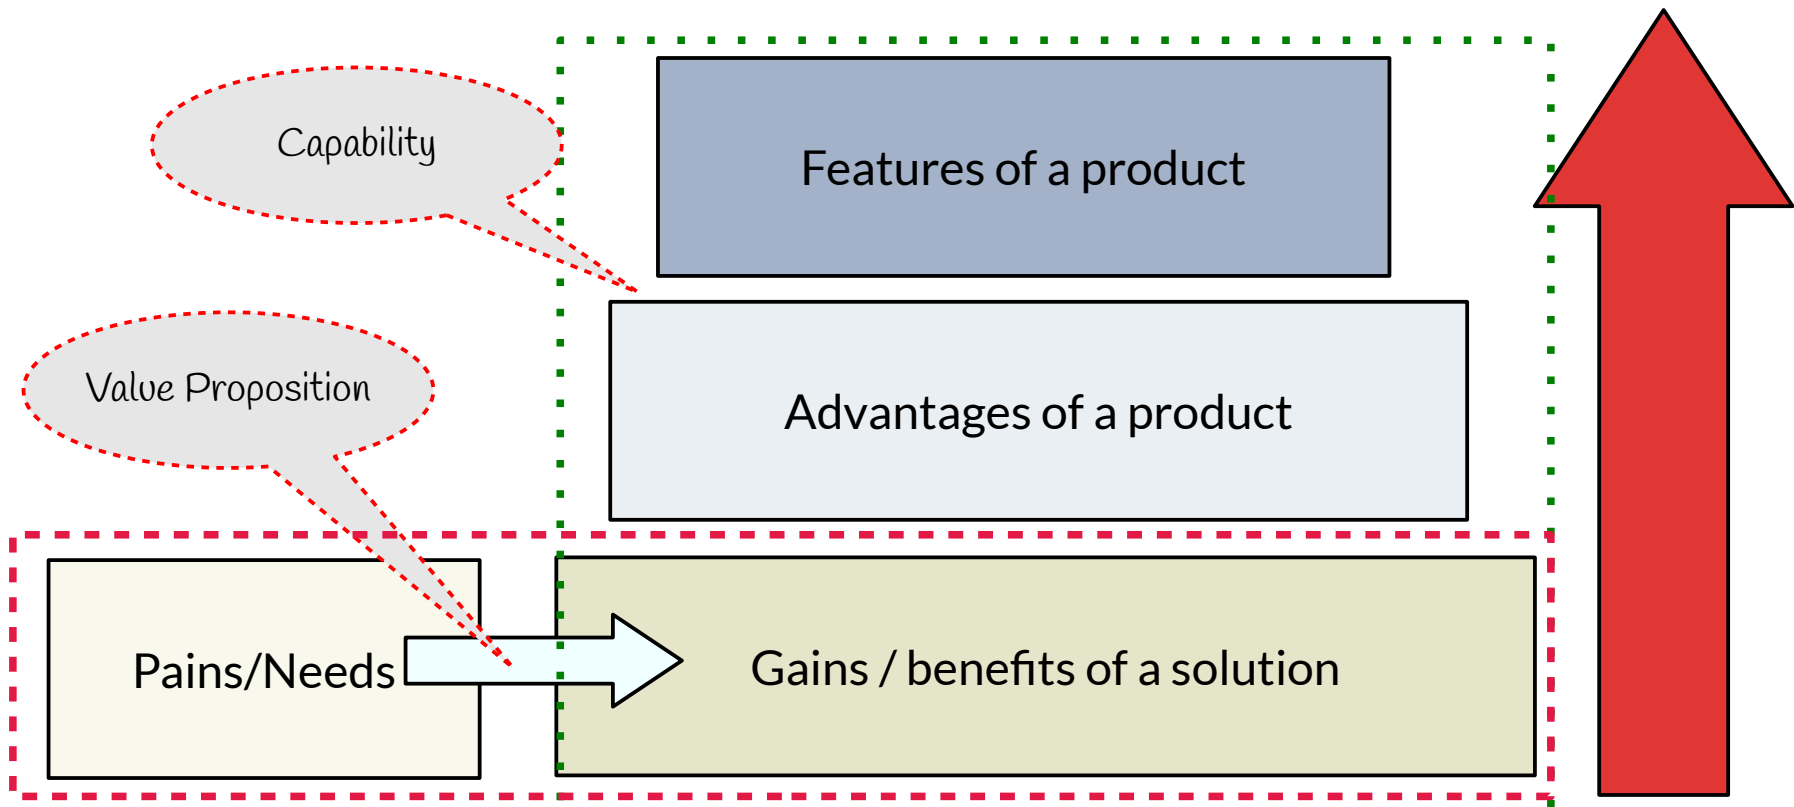 Capability
Features of a product
Value Proposition
Advantages of a product
Pains/Needs
Gains / benefits of a solution